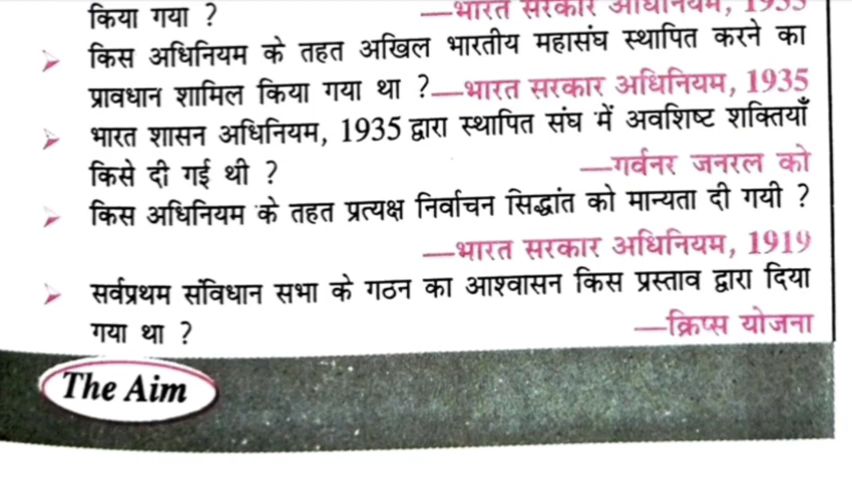 किया गया ? —भारत सरकार अधिनियम, 1935
किस अधिनियम के तहत अखिल भारतीय महासंघ स्थापित करने का
प्रावधान शामिल किया गया था ?—भारत सरकार अधिनियम, 1935
भारत शासन अधिनियम, 1935 द्वारा स्थापित संघ में अवशिष्ट शक्तियाँ
किसे दी गई थी ? —गर्वनर जनरल को
किस अधिनियम के तहत प्रत्यक्ष निर्वाचन सिद्धांत को मान्यता दी गयी ?
—भारत सरकार अधिनियम, 1919
सर्वप्रथम संविधान सभा के गठन का आश्वासन किस प्रस्ताव द्वारा दिया
गया था ? —क्रिप्स योजना
The Aim